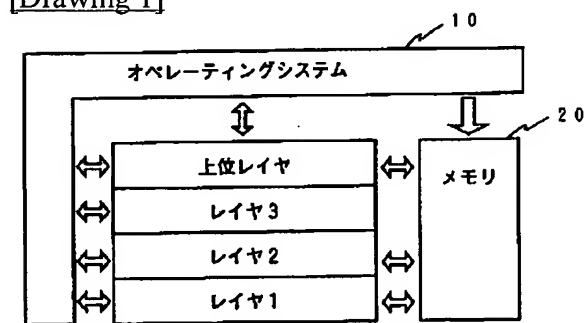 [Drawing 1]
10
オペレーティングシステム
20
上位レイヤ
メモリ
レイヤ3
レイヤ2
レイヤ1